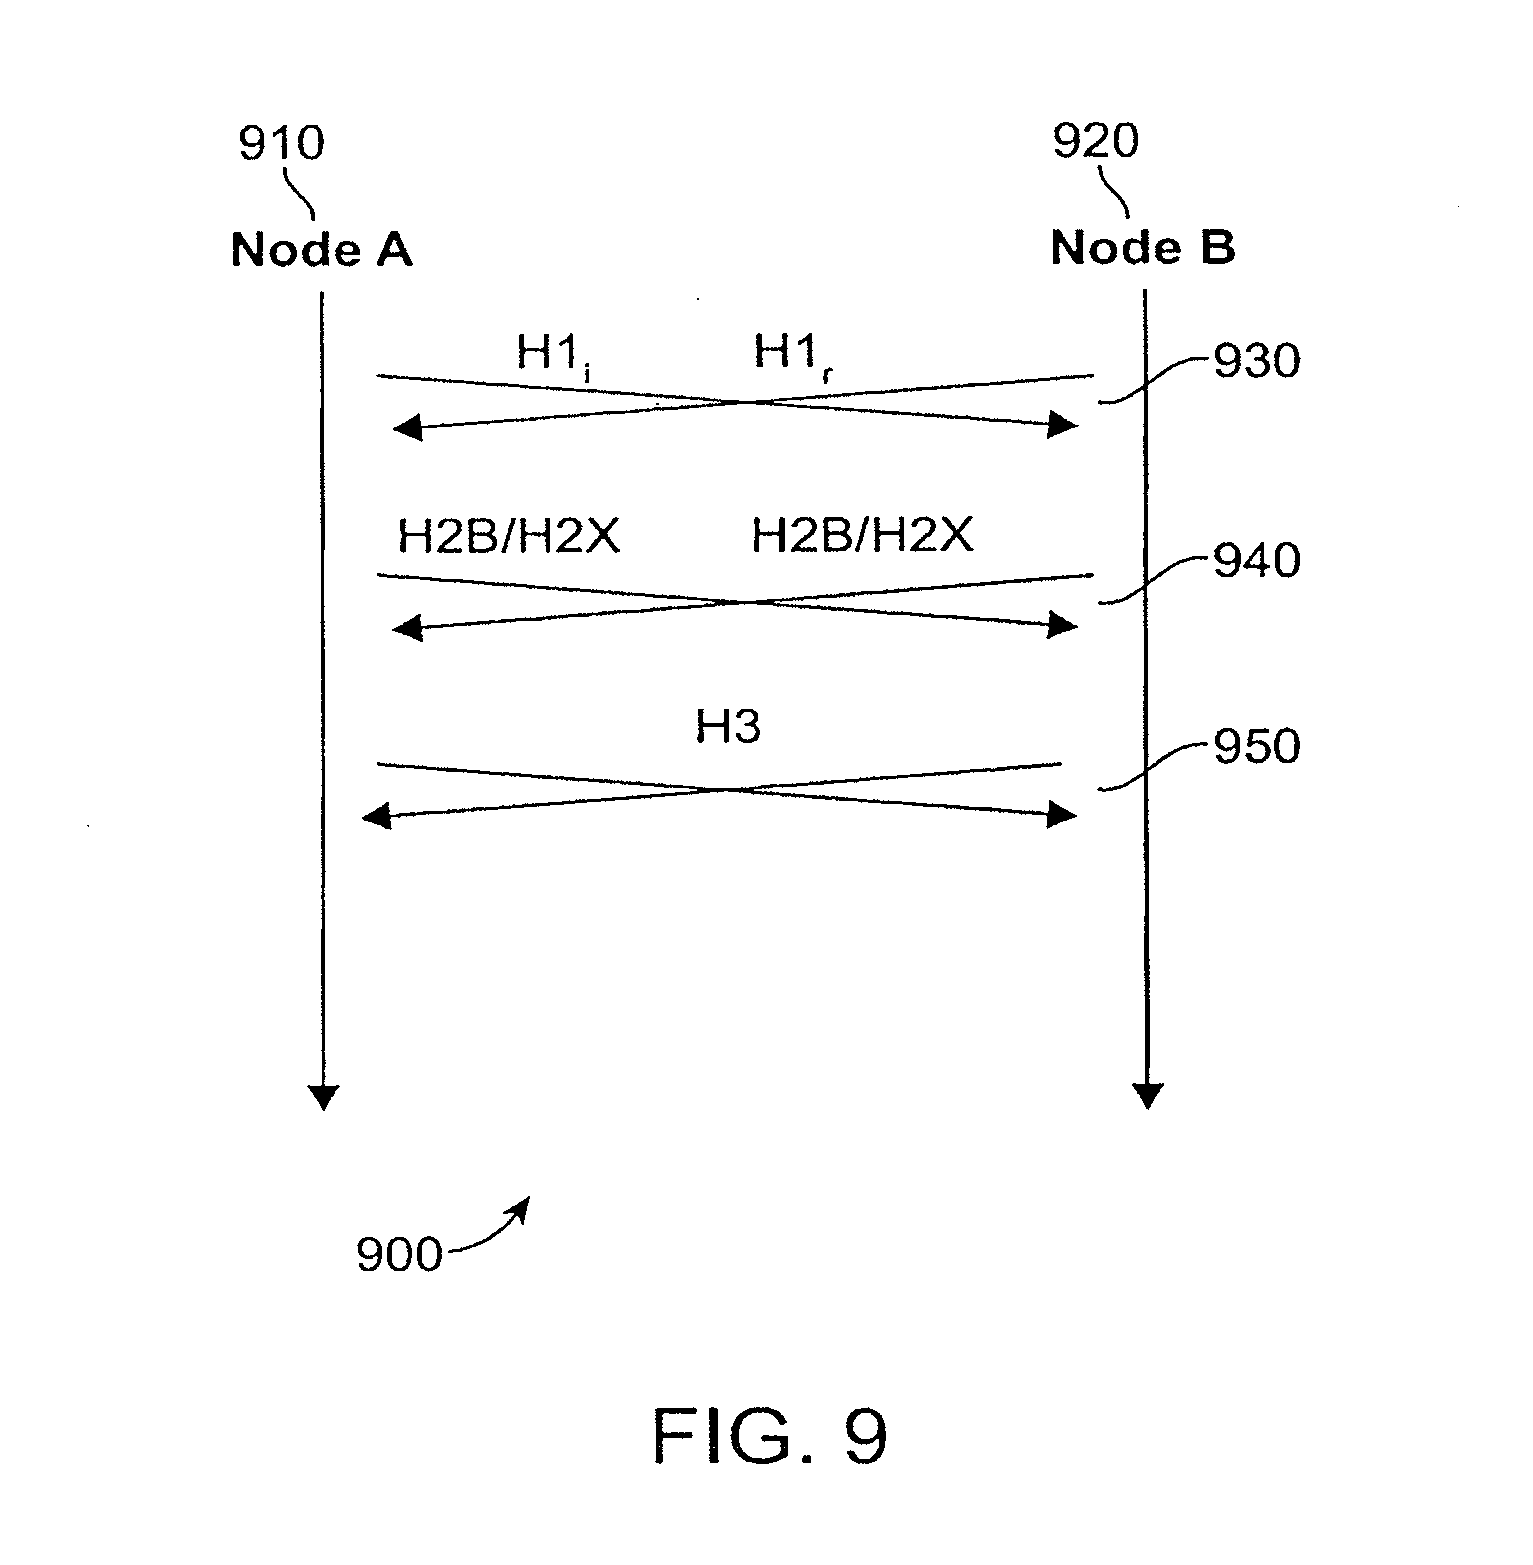 910 920
Node A Node B
H1i H1r 930
H2B/H2X H2B/H2X 940
H3 950
900
FIG. 9